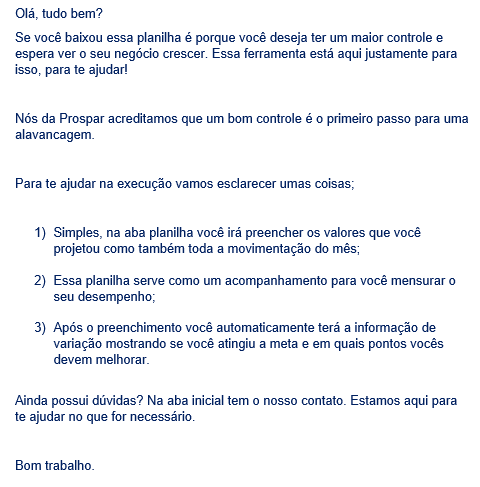 Olá, tudo bem?
Se você baixou essa planilha é porque você deseja ter um maior controle e
espera ver o seu negócio crescer. Essa ferramenta está aqui justamente para
isso, para te ajudar!
Nós da Prospar acreditamos que um bom controle é o primeiro passo para uma
alavancagem.
Para te ajudar na execução vamos esclarecer umas coisas;
1) Simples, na aba planilha você irá preencher os valores que você
projetou como também toda a movimentação do mês;
2) Essa planilha serve como um acompanhamento para você mensurar o
seu desempenho;
3) Após o preenchimento você automaticamente terá a informação de
variação mostrando se você atingiu a meta e em quais pontos vocês
devem melhorar.
Ainda possui dúvidas? Na aba inicial tem o nosso contato. Estamos aqui para
te ajudar no que for necessário.
Bom trabalho.